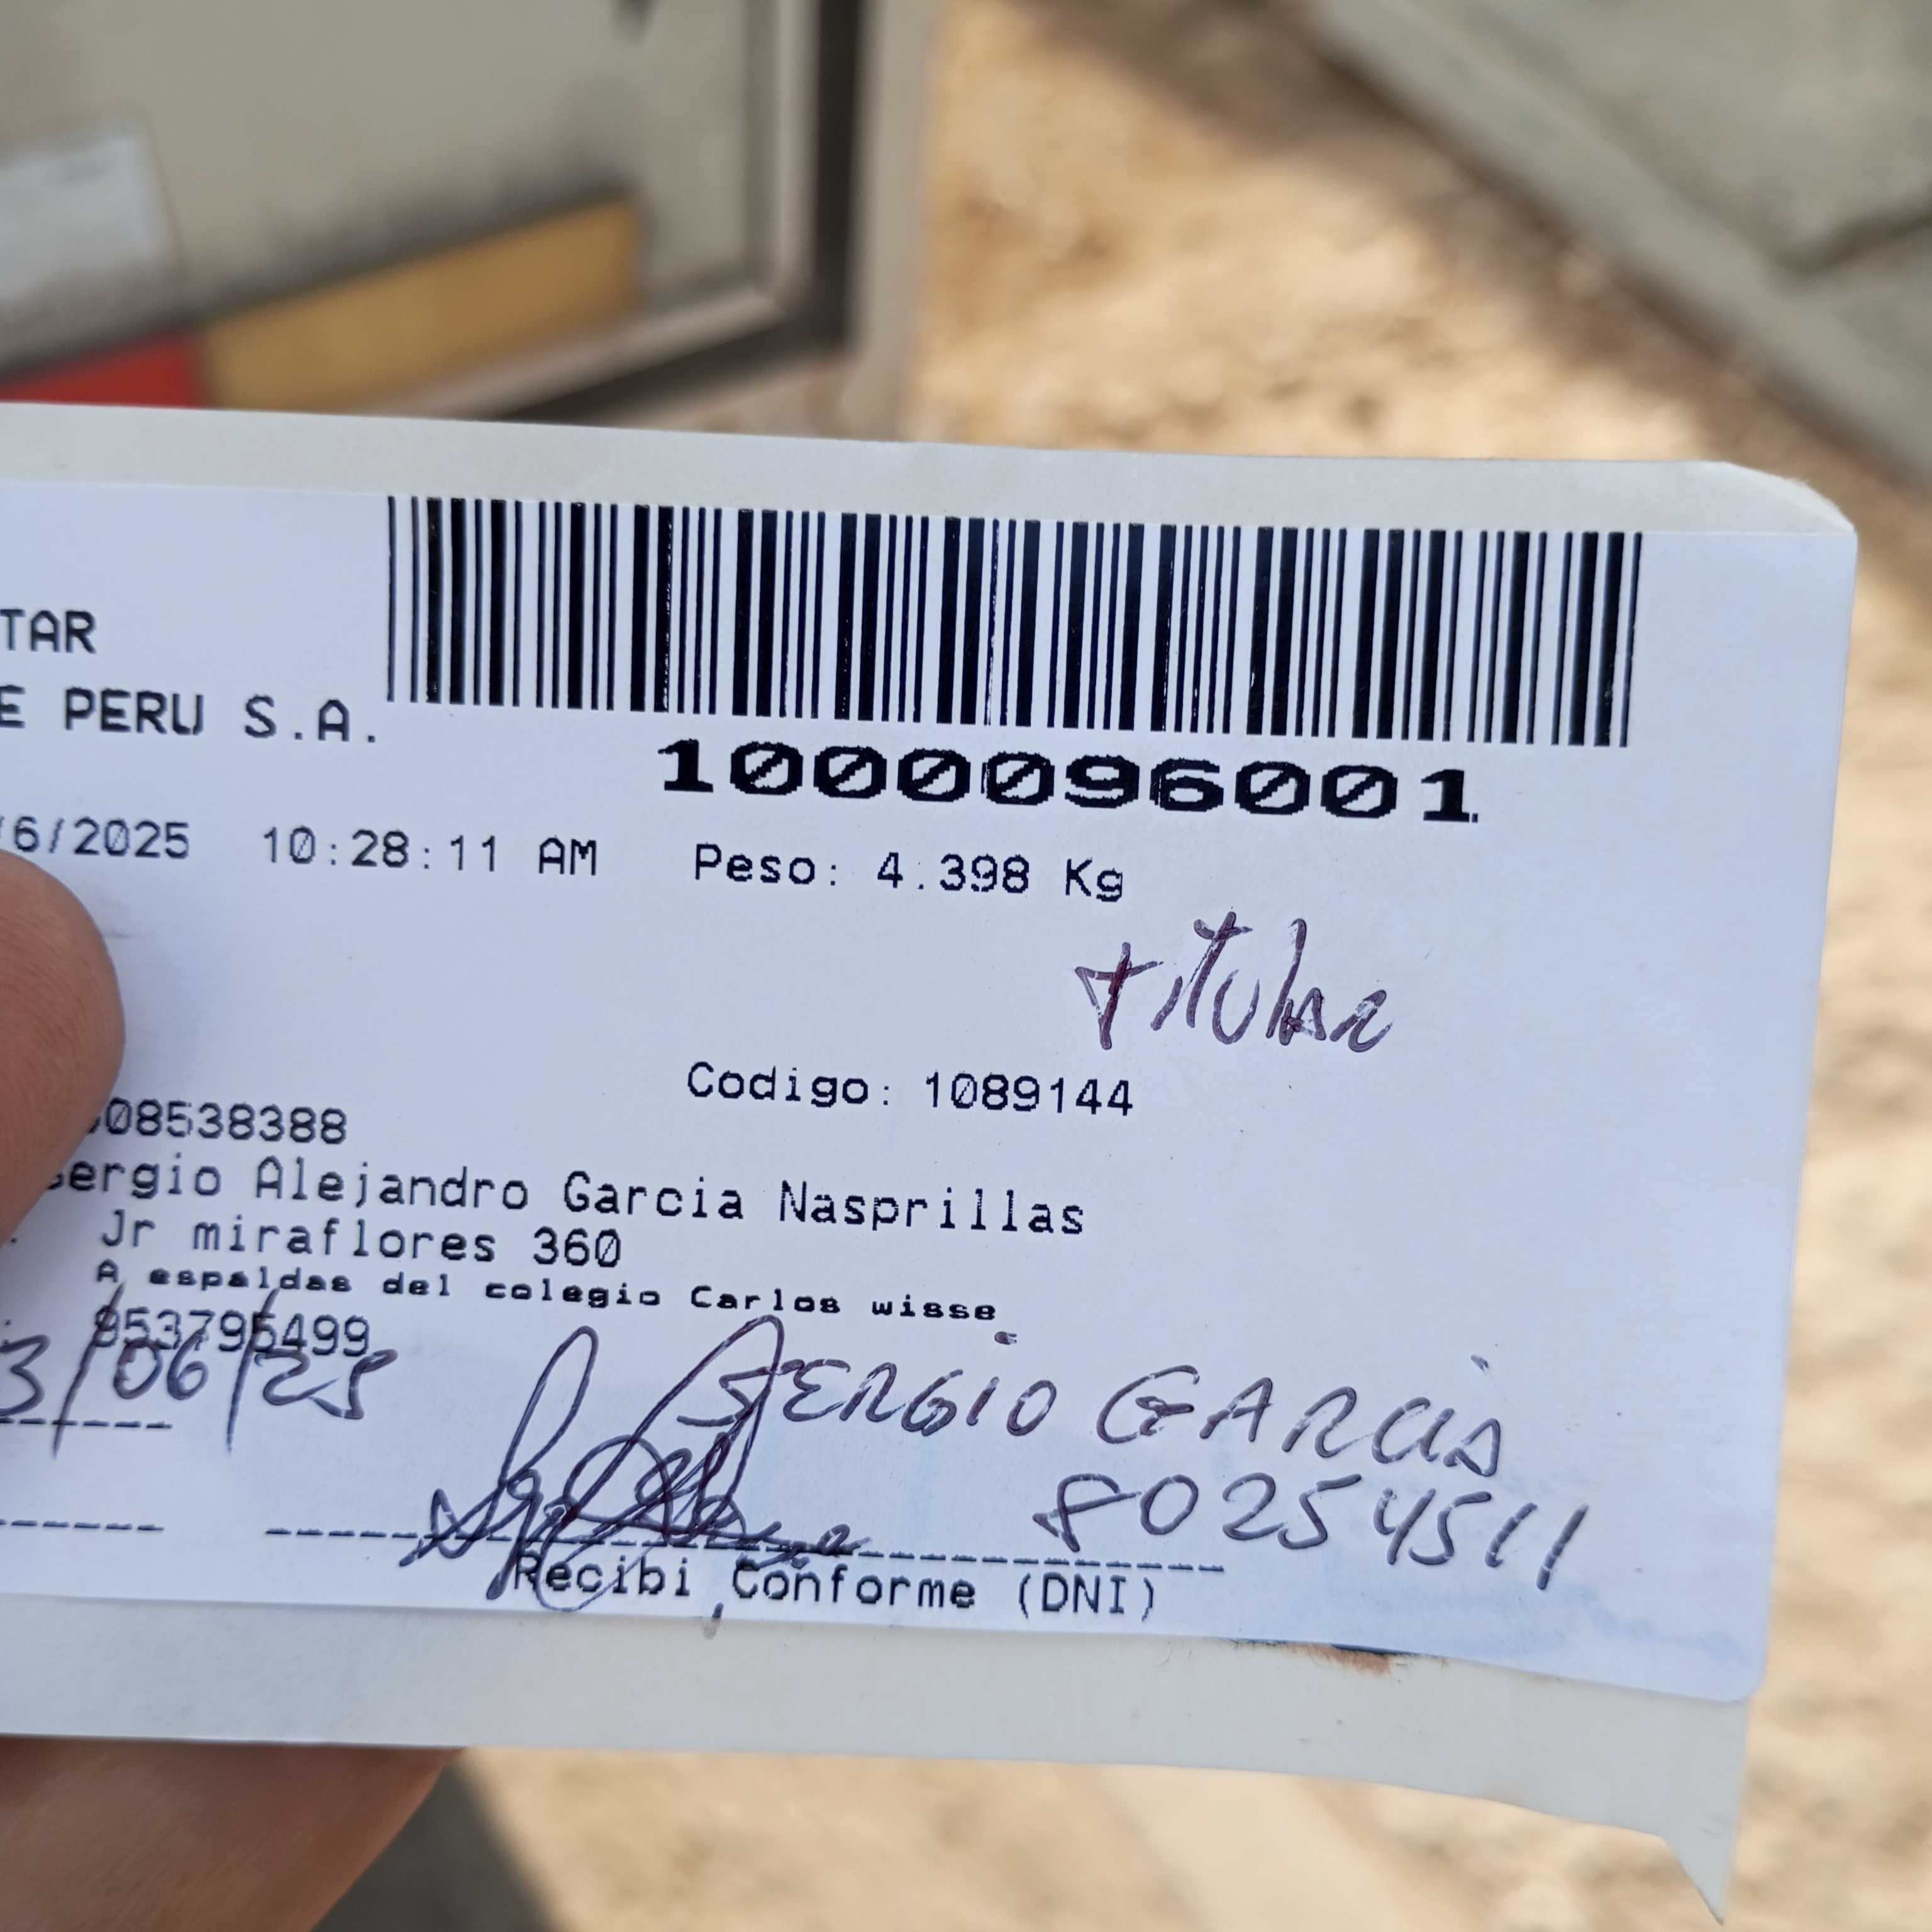 TAR
E PERU S.A.
1000096001
/6/2025 10:28:11 AM Peso: 4.398 Kg
titular
Codigo: 1089144
08538388
Sergio Alejandro Garcia Nasprillas
Jr miraflores 360
A espaldas del colegio Carlos wisse
953795499
3/06/25
SERGIO GARCIA
80254511
Recibi Conforme (DNI)